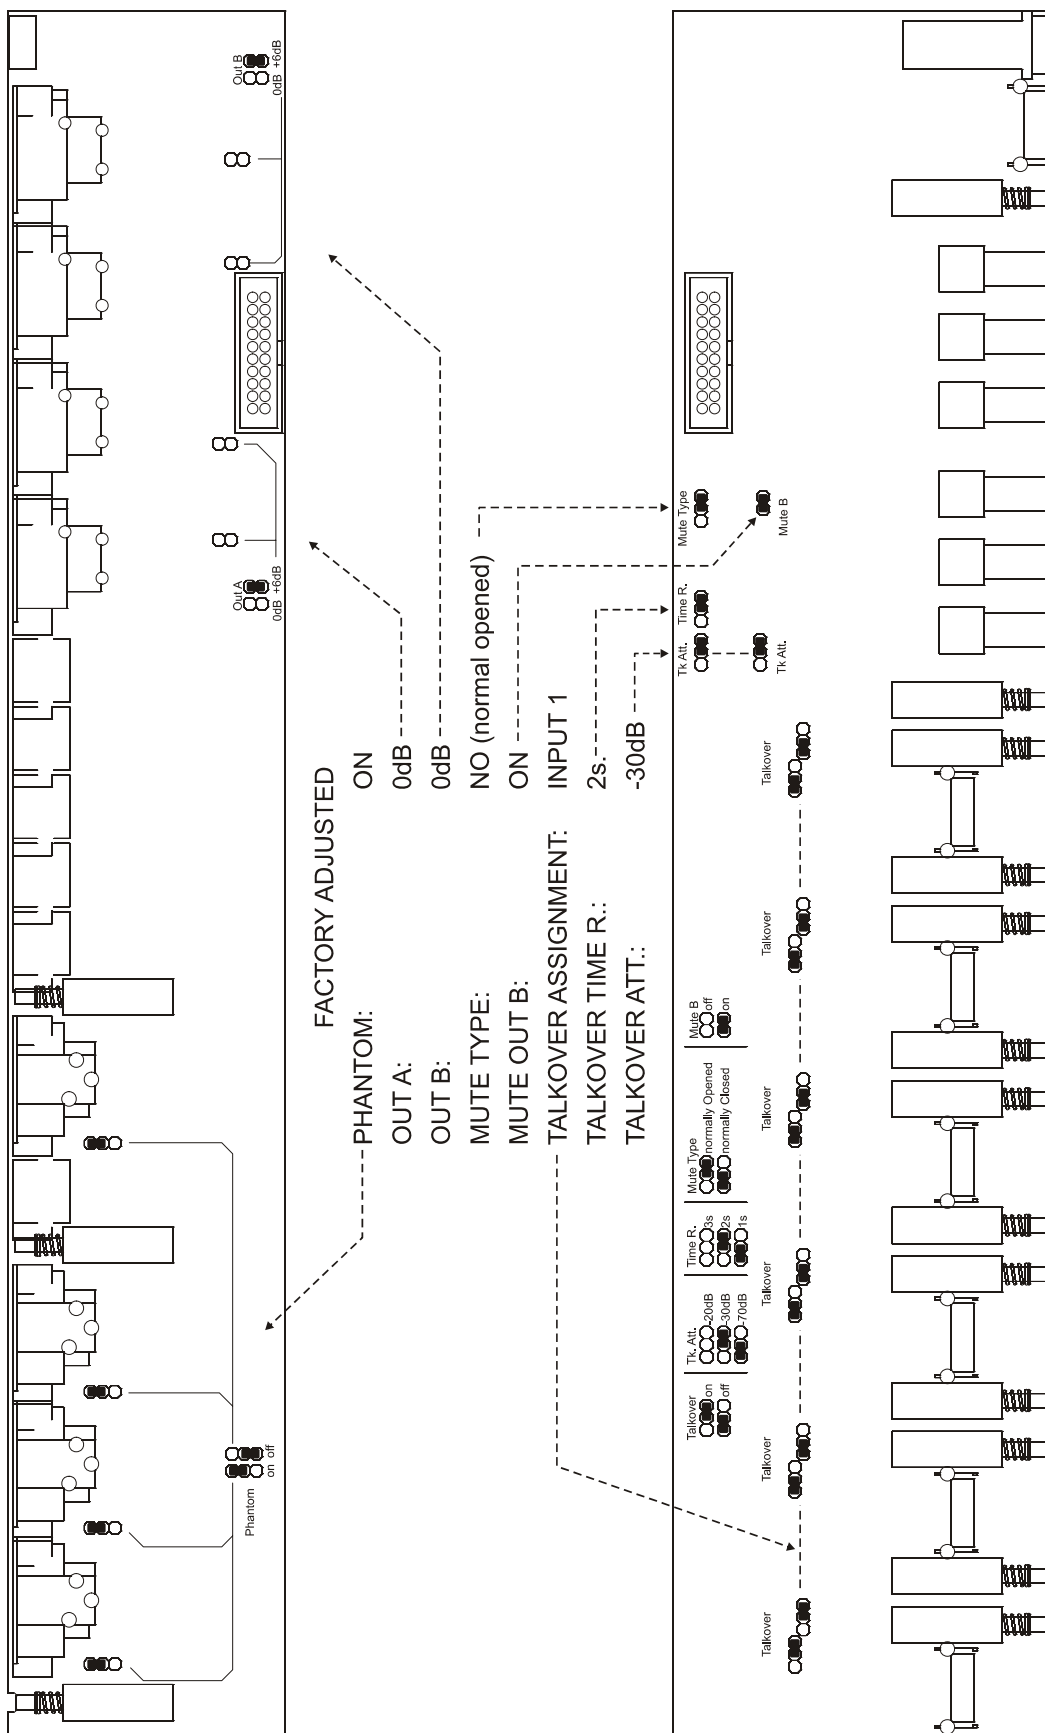 Phantom
on off
Out A
0dB +6dB
Out B
0dB +6dB
FACTORY ADJUSTED
PHANTOM: ON
OUT A: 0dB
OUT B: 0dB
MUTE TYPE: NO (normal opened)
MUTE OUT B: ON
TALKOVER ASSIGNMENT: INPUT 1
TALKOVER TIME R.: 2s.
TALKOVER ATT.: -30dB
Talkover
on
off
Tk. Att.
-20dB
-30dB
-70dB
Time R.
3s
2s
1s
Mute Type
normally Opened
normally Closed
Mute B
off
on
Tk Att.
Time R.
Mute Type
Tk Att.
Mute B
Talkover
Talkover
Talkover
Talkover
Talkover
Talkover